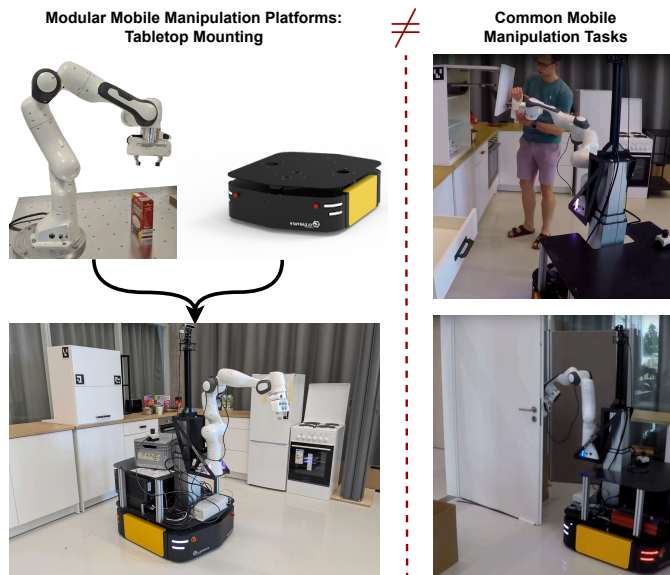 Modular Mobile Manipulation Platforms:
Tabletop Mounting
≠
Common Mobile
Manipulation Tasks